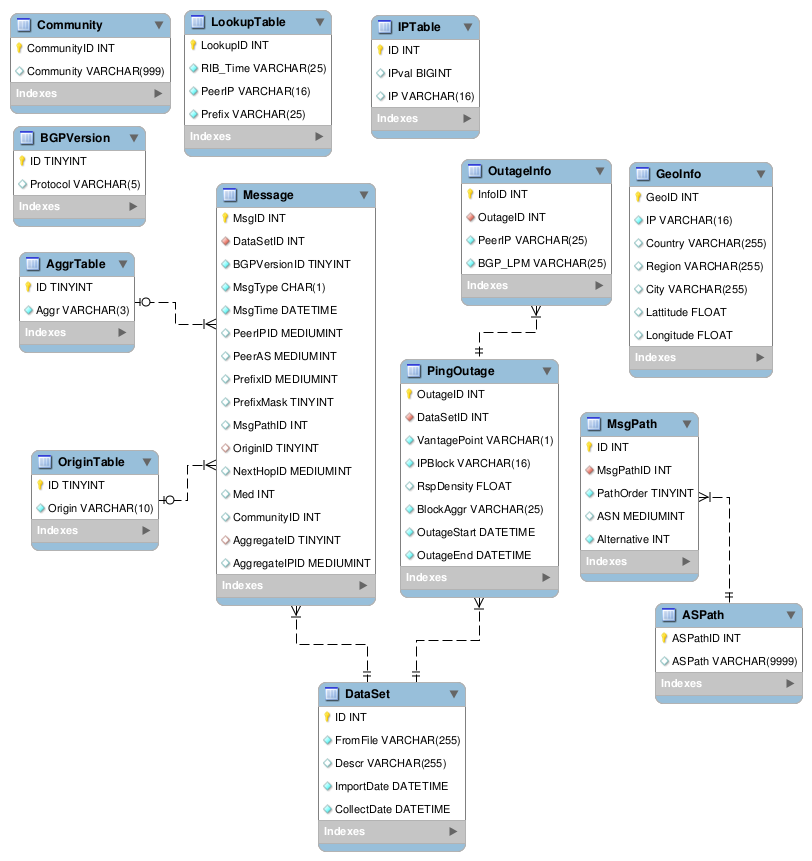 Community
CommunityID INT
Community VARCHAR(999)
Indexes
LookupTable
LookupID INT
RIB_Time VARCHAR(25)
PeerIP VARCHAR(16)
Prefix VARCHAR(25)
Indexes
IPTable
ID INT
IPval BIGINT
IP VARCHAR(16)
Indexes
BGPVersion
ID TINYINT
Protocol VARCHAR(5)
Indexes
Message
MsgID INT
DataSetID INT
BGPVersionID TINYINT
MsgType CHAR(1)
MsgTime DATETIME
PeerIPID MEDIUMINT
PeerAS MEDIUMINT
PrefixID MEDIUMINT
PrefixMask TINYINT
MsgPathID INT
OriginID TINYINT
NextHopID MEDIUMINT
Med INT
CommunityID INT
AggregateID TINYINT
AggregateIPID MEDIUMINT
Indexes
OutageInfo
InfoID INT
OutageID INT
PeerIP VARCHAR(25)
BGP_LPM VARCHAR(25)
Indexes
GeoInfo
GeoID INT
IP VARCHAR(16)
Country VARCHAR(255)
Region VARCHAR(255)
City VARCHAR(255)
Lattitude FLOAT
Longitude FLOAT
Indexes
AggrTable
ID TINYINT
Aggr VARCHAR(3)
Indexes
PingOutage
OutageID INT
DataSetID INT
VantagePoint VARCHAR(1)
IPBlock VARCHAR(16)
RspDensity FLOAT
BlockAggr VARCHAR(25)
OutageStart DATETIME
OutageEnd DATETIME
Indexes
MsgPath
ID INT
MsgPathID INT
PathOrder TINYINT
ASN MEDIUMINT
Alternative INT
Indexes
OriginTable
ID TINYINT
Origin VARCHAR(10)
Indexes
ASPath
ASPathID INT
ASPath VARCHAR(9999)
Indexes
DataSet
ID INT
FromFile VARCHAR(255)
Descr VARCHAR(255)
ImportDate DATETIME
CollectDate DATETIME
Indexes